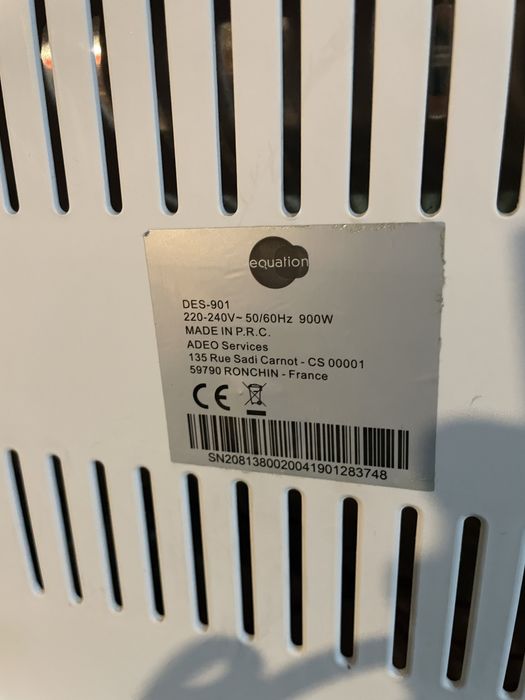 equation
DES-901
220-240V~ 50/60Hz 900W
MADE IN P.R.C.
ADEO Services
135 Rue Sadi Carnot - CS 00001
59790 RONCHIN - France
CE
SN2081380020041901283748